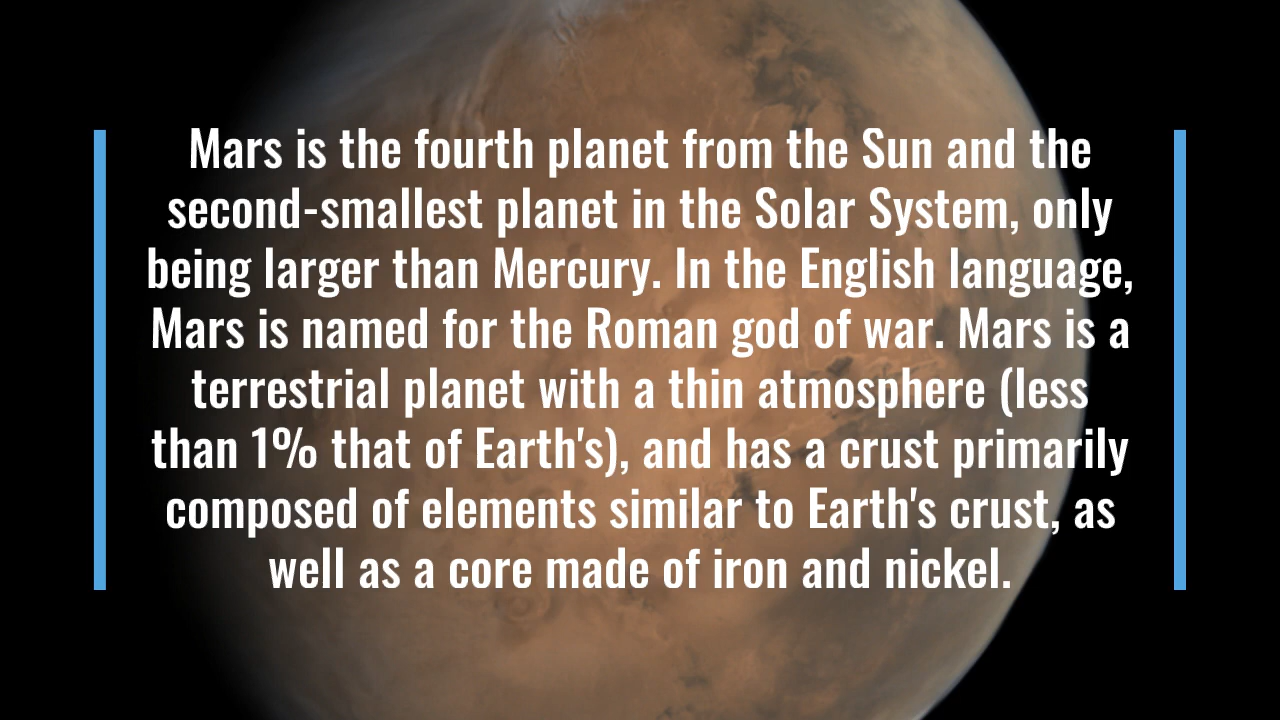 Mars is the fourth planet from the Sun and the
second-smallest planet in the Solar System, only
being larger than Mercury. In the English language,
Mars is named for the Roman god of war. Mars is a
terrestrial planet with a thin atmosphere (less
than 1% that of Earth's), and has a crust primarily
composed of elements similar to Earth's crust, as
well as a core made of iron and nickel.